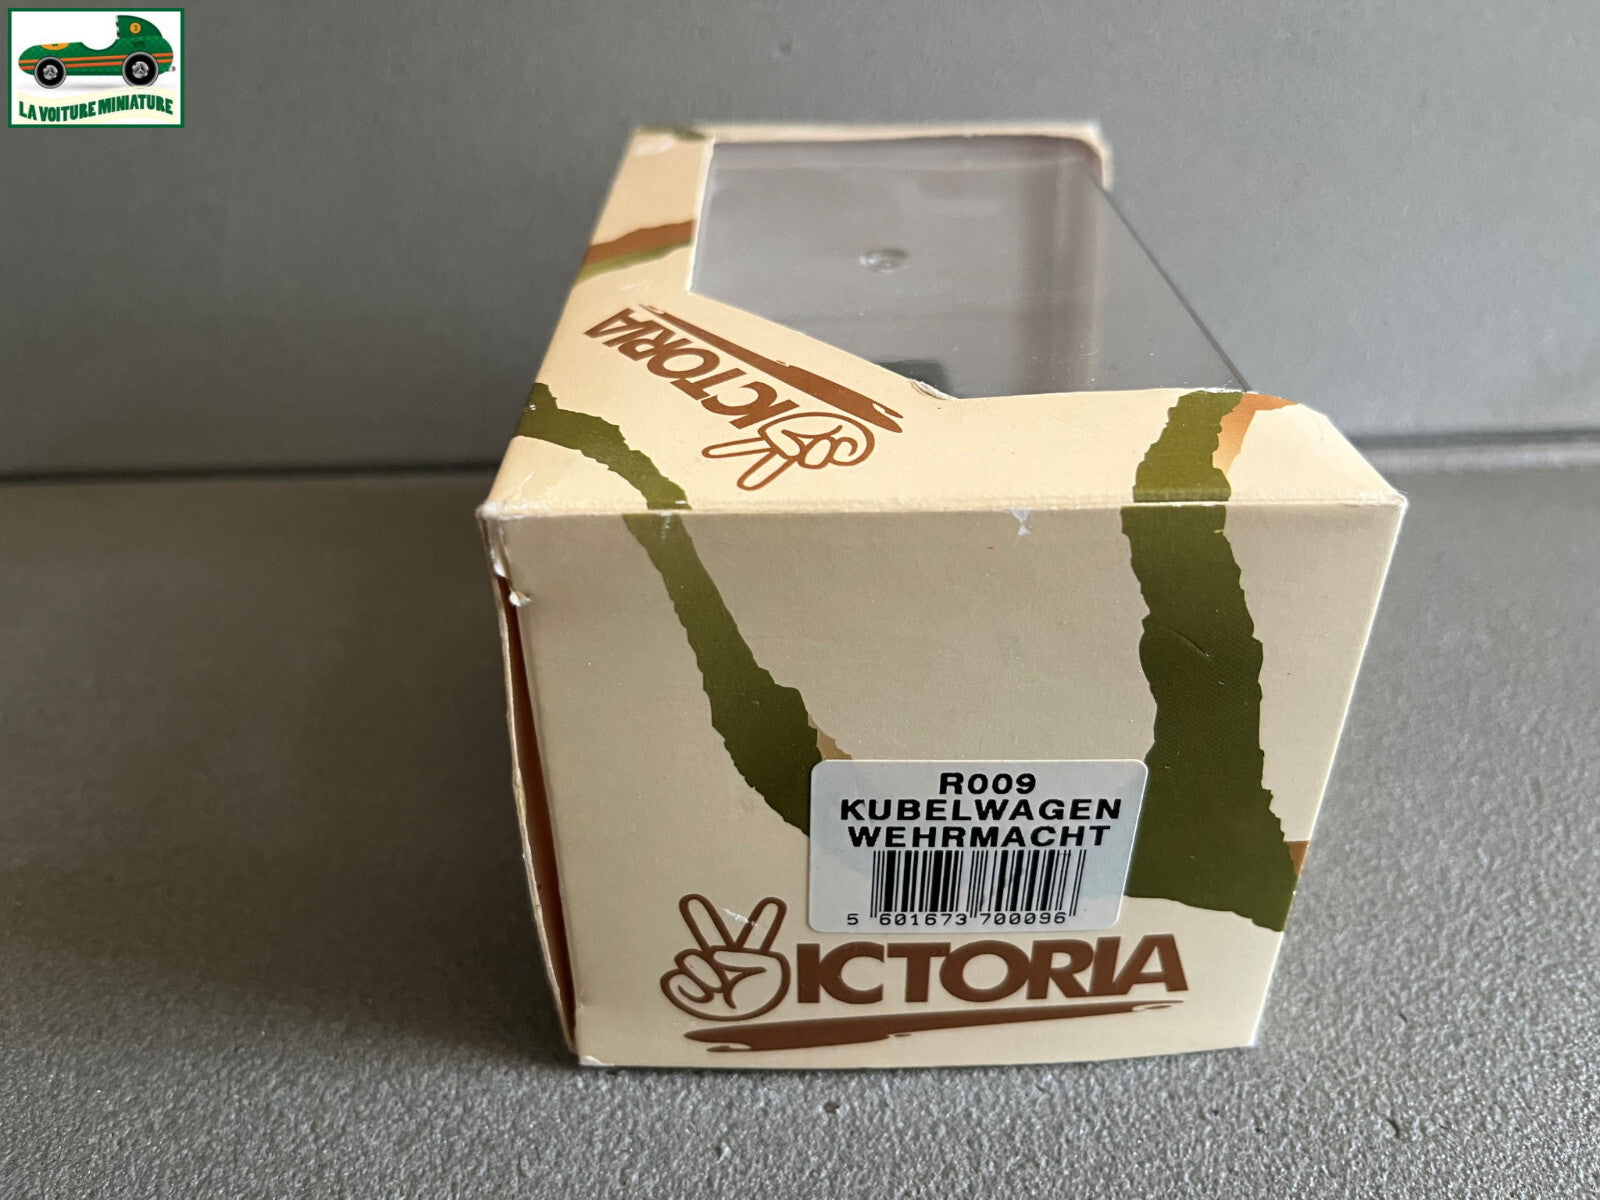 LA VOITURE MINIATURE
VICTORIA
R009
KUBELWAGEN
WEHRMACHT
5 601673 700096
VICTORIA